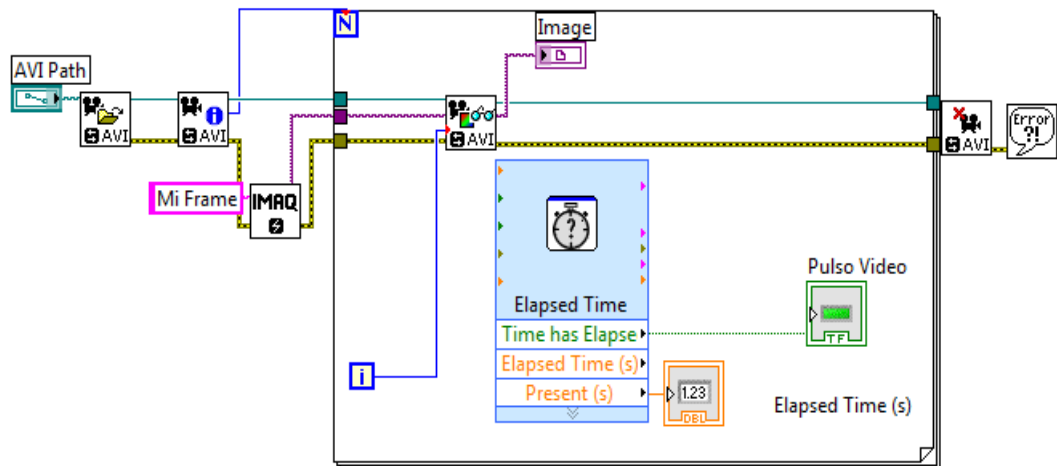 Image
N
AVI Path
AVI
i
AVI
AVI
AVI
Error
?!
Mi Frame
IMAQ
?
Elapsed Time
Time has Elapse
Elapsed Time (s)
Present (s)
Pulso Video
TF
i
1.23
DBL
Elapsed Time (s)